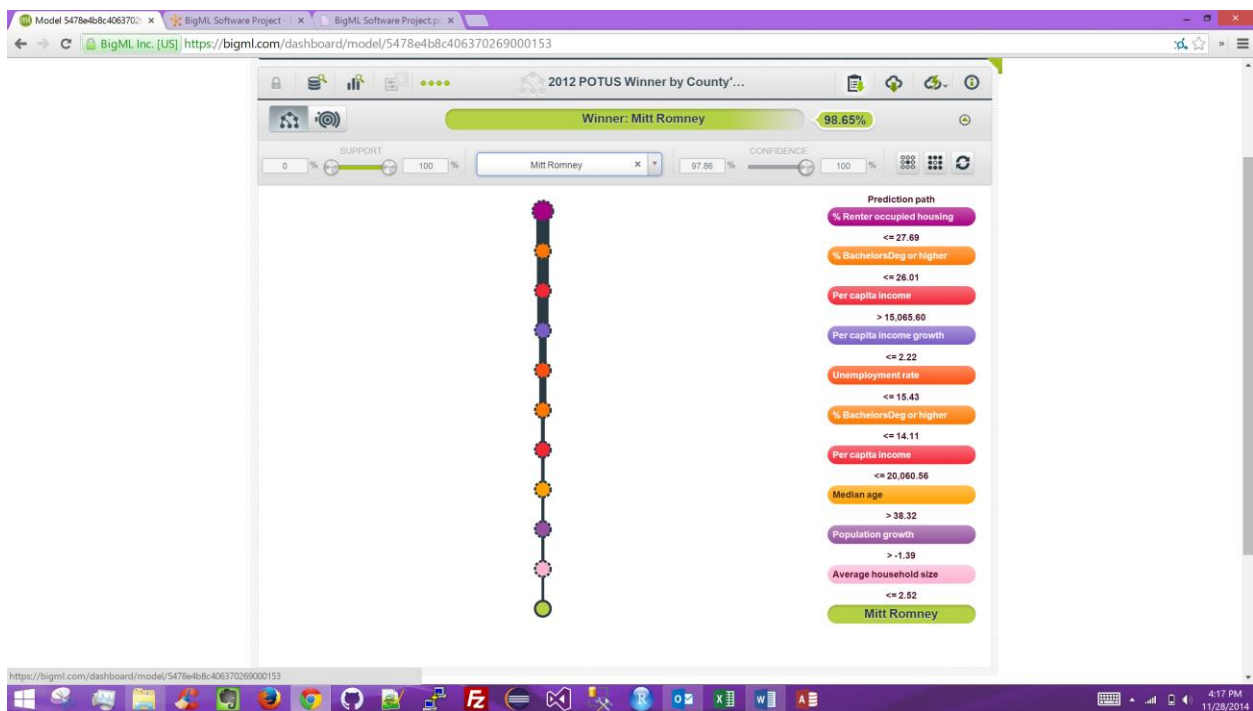 Model 5478e4b8c40637026
BigML Software Project -
BigML Software Project.pc
BigML Inc. [US] https://bigml.com/dashboard/model/5478e4b8c406370269000153
2012 POTUS Winner by County'...
Winner: Mitt Romney
98.65%
SUPPORT
CONFIDENCE
0 % 100 % Mitt Romney 97.86 % 100 %
Prediction path
% Renter occupied housing
<= 27.69
% BachelorsDeg or higher
<= 26.01
Per capita income
> 15,065.60
Per capita income growth
<= 2.22
Unemployment rate
<= 15.43
% BachelorsDeg or higher
<= 14.11
Per capita income
<= 20,060.56
Median age
> 38.32
Population growth
> -1.39
Average household size
<= 2.52
Mitt Romney
https://bigml.com/dashboard/model/5478e4b8c406370269000153
4:17 PM
11/28/2014